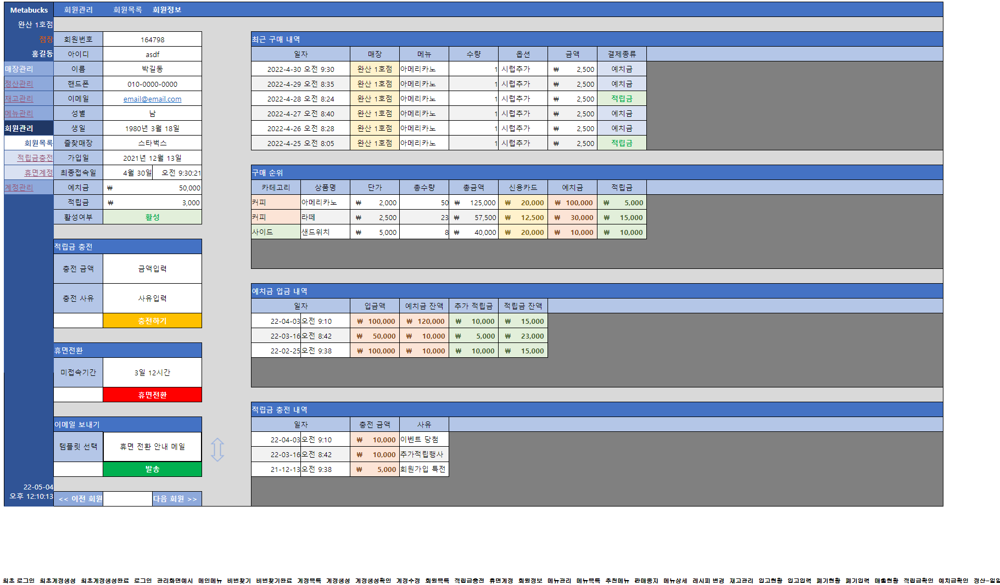 Metabucks 회원관리 회원목록 회원정보
완산 1호점
점장
홍길동
매장관리
정산관리
재고관리
메뉴관리
회원관리
회원목록
적립금충전
휴면계정
계정관리
22-05-04
오후 12:10:13
회원번호 164798
아이디 asdf
이름 박길동
핸드폰 010-0000-0000
이메일 email@email.com
성별 남
생일 1980년 3월 18일
즐찾매장 스타벅스
가입일 2021년 12월 13일
최종접속일 4월 30일 오전 9:30:21
예치금 ₩ 50,000
적립금 ₩ 3,000
활성여부 활성
적립금 충전
충전 금액 금액입력
충전 사유 사유입력
충전하기
휴면전환
미접속기간 3일 12시간
휴면전환
이메일 보내기
템플릿 선택 휴면 전환 안내 메일
발송
<< 이전 회원 다음 회원 >>
최근 구매 내역
일자 매장 메뉴 수량 옵션 금액 결제종류
2022-4-30 오전 9:30 완산 1호점 아메리카노 1 시럽추가 ₩ 2,500 예치금
2022-4-29 오전 8:35 완산 1호점 아메리카노 1 시럽추가 ₩ 2,500 예치금
2022-4-28 오전 8:24 완산 1호점 아메리카노 1 시럽추가 ₩ 2,500 적립금
2022-4-27 오전 8:40 완산 1호점 아메리카노 1 시럽추가 ₩ 2,500 예치금
2022-4-26 오전 8:28 완산 1호점 아메리카노 1 시럽추가 ₩ 2,500 예치금
2022-4-25 오전 8:05 완산 1호점 아메리카노 1 시럽추가 ₩ 2,500 적립금
구매 순위
카테고리 상품명 단가 총수량 총금액 신용카드 예치금 적립금
커피 아메리카노 ₩ 2,000 50 ₩ 125,000 ₩ 20,000 ₩ 100,000 ₩ 5,000
커피 라떼 ₩ 2,500 23 ₩ 57,500 ₩ 12,500 ₩ 30,000 ₩ 15,000
사이드 샌드위치 ₩ 5,000 8 ₩ 40,000 ₩ 20,000 ₩ 10,000 ₩ 10,000
예치금 입금 내역
일자 입금액 예치금 잔액 추가 적립금 적립금 잔액
22-04-03 오전 9:10 ₩ 100,000 ₩ 120,000 ₩ 10,000 ₩ 15,000
22-03-16 오전 8:42 ₩ 50,000 ₩ 10,000 ₩ 5,000 ₩ 23,000
22-02-25 오전 9:38 ₩ 100,000 ₩ 10,000 ₩ 10,000 ₩ 15,000
적립금 충전 내역
일자 충전 금액 사유
22-04-03 오전 9:10 ₩ 10,000 이벤트 당첨
22-03-16 오전 8:42 ₩ 10,000 추가적립행사
21-12-13 오전 9:38 ₩ 5,000 회원가입 특전
최초 로그인 최초계정생성 최초계정생성완료 로그인 관리화면예시 메인메뉴 비번찾기 비번찾기완료 계정목록 계정생성 계정생성확인 계정수정 회원목록 적립금충전 휴면계정 회원정보 메뉴관리 메뉴목록 추천메뉴 판매중지 메뉴상세 레시피 변경 재고관리 입고현황 입고입력 폐기현황 폐기입력 매출현황 적립금확인 예치금확인 정산-일일